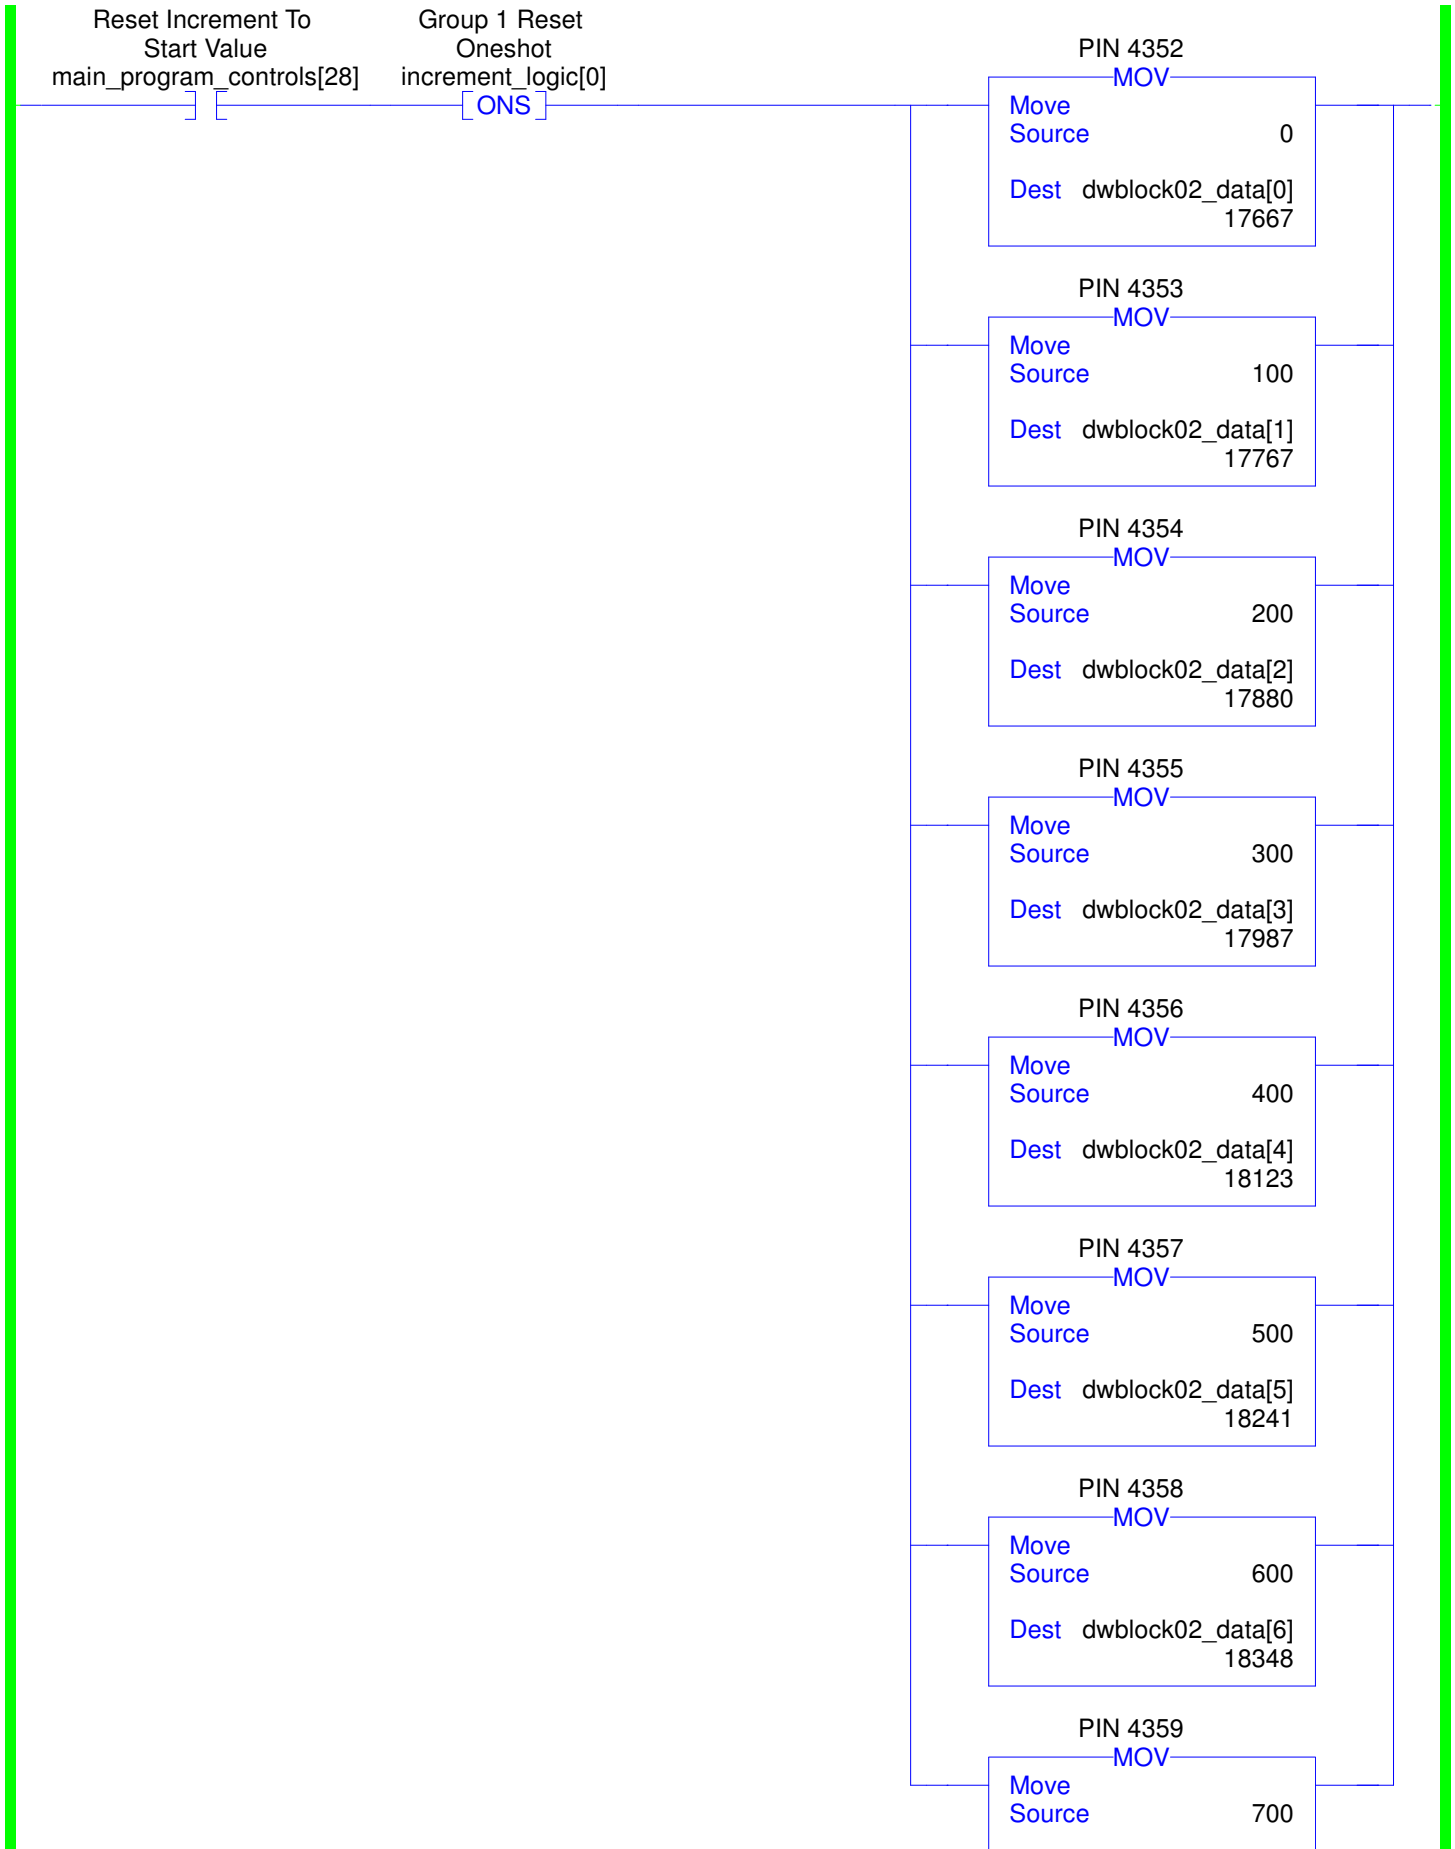 Reset Increment To
Start Value
main_program_controls[28]
Group 1 Reset
Oneshot
increment_logic[0]
ONS
PIN 4352
MOV
Move
Source 0
Dest dwblock02_data[0]
17667
PIN 4353
MOV
Move
Source 100
Dest dwblock02_data[1]
17767
PIN 4354
MOV
Move
Source 200
Dest dwblock02_data[2]
17880
PIN 4355
MOV
Move
Source 300
Dest dwblock02_data[3]
17987
PIN 4356
MOV
Move
Source 400
Dest dwblock02_data[4]
18123
PIN 4357
MOV
Move
Source 500
Dest dwblock02_data[5]
18241
PIN 4358
MOV
Move
Source 600
Dest dwblock02_data[6]
18348
PIN 4359
MOV
Move
Source 700